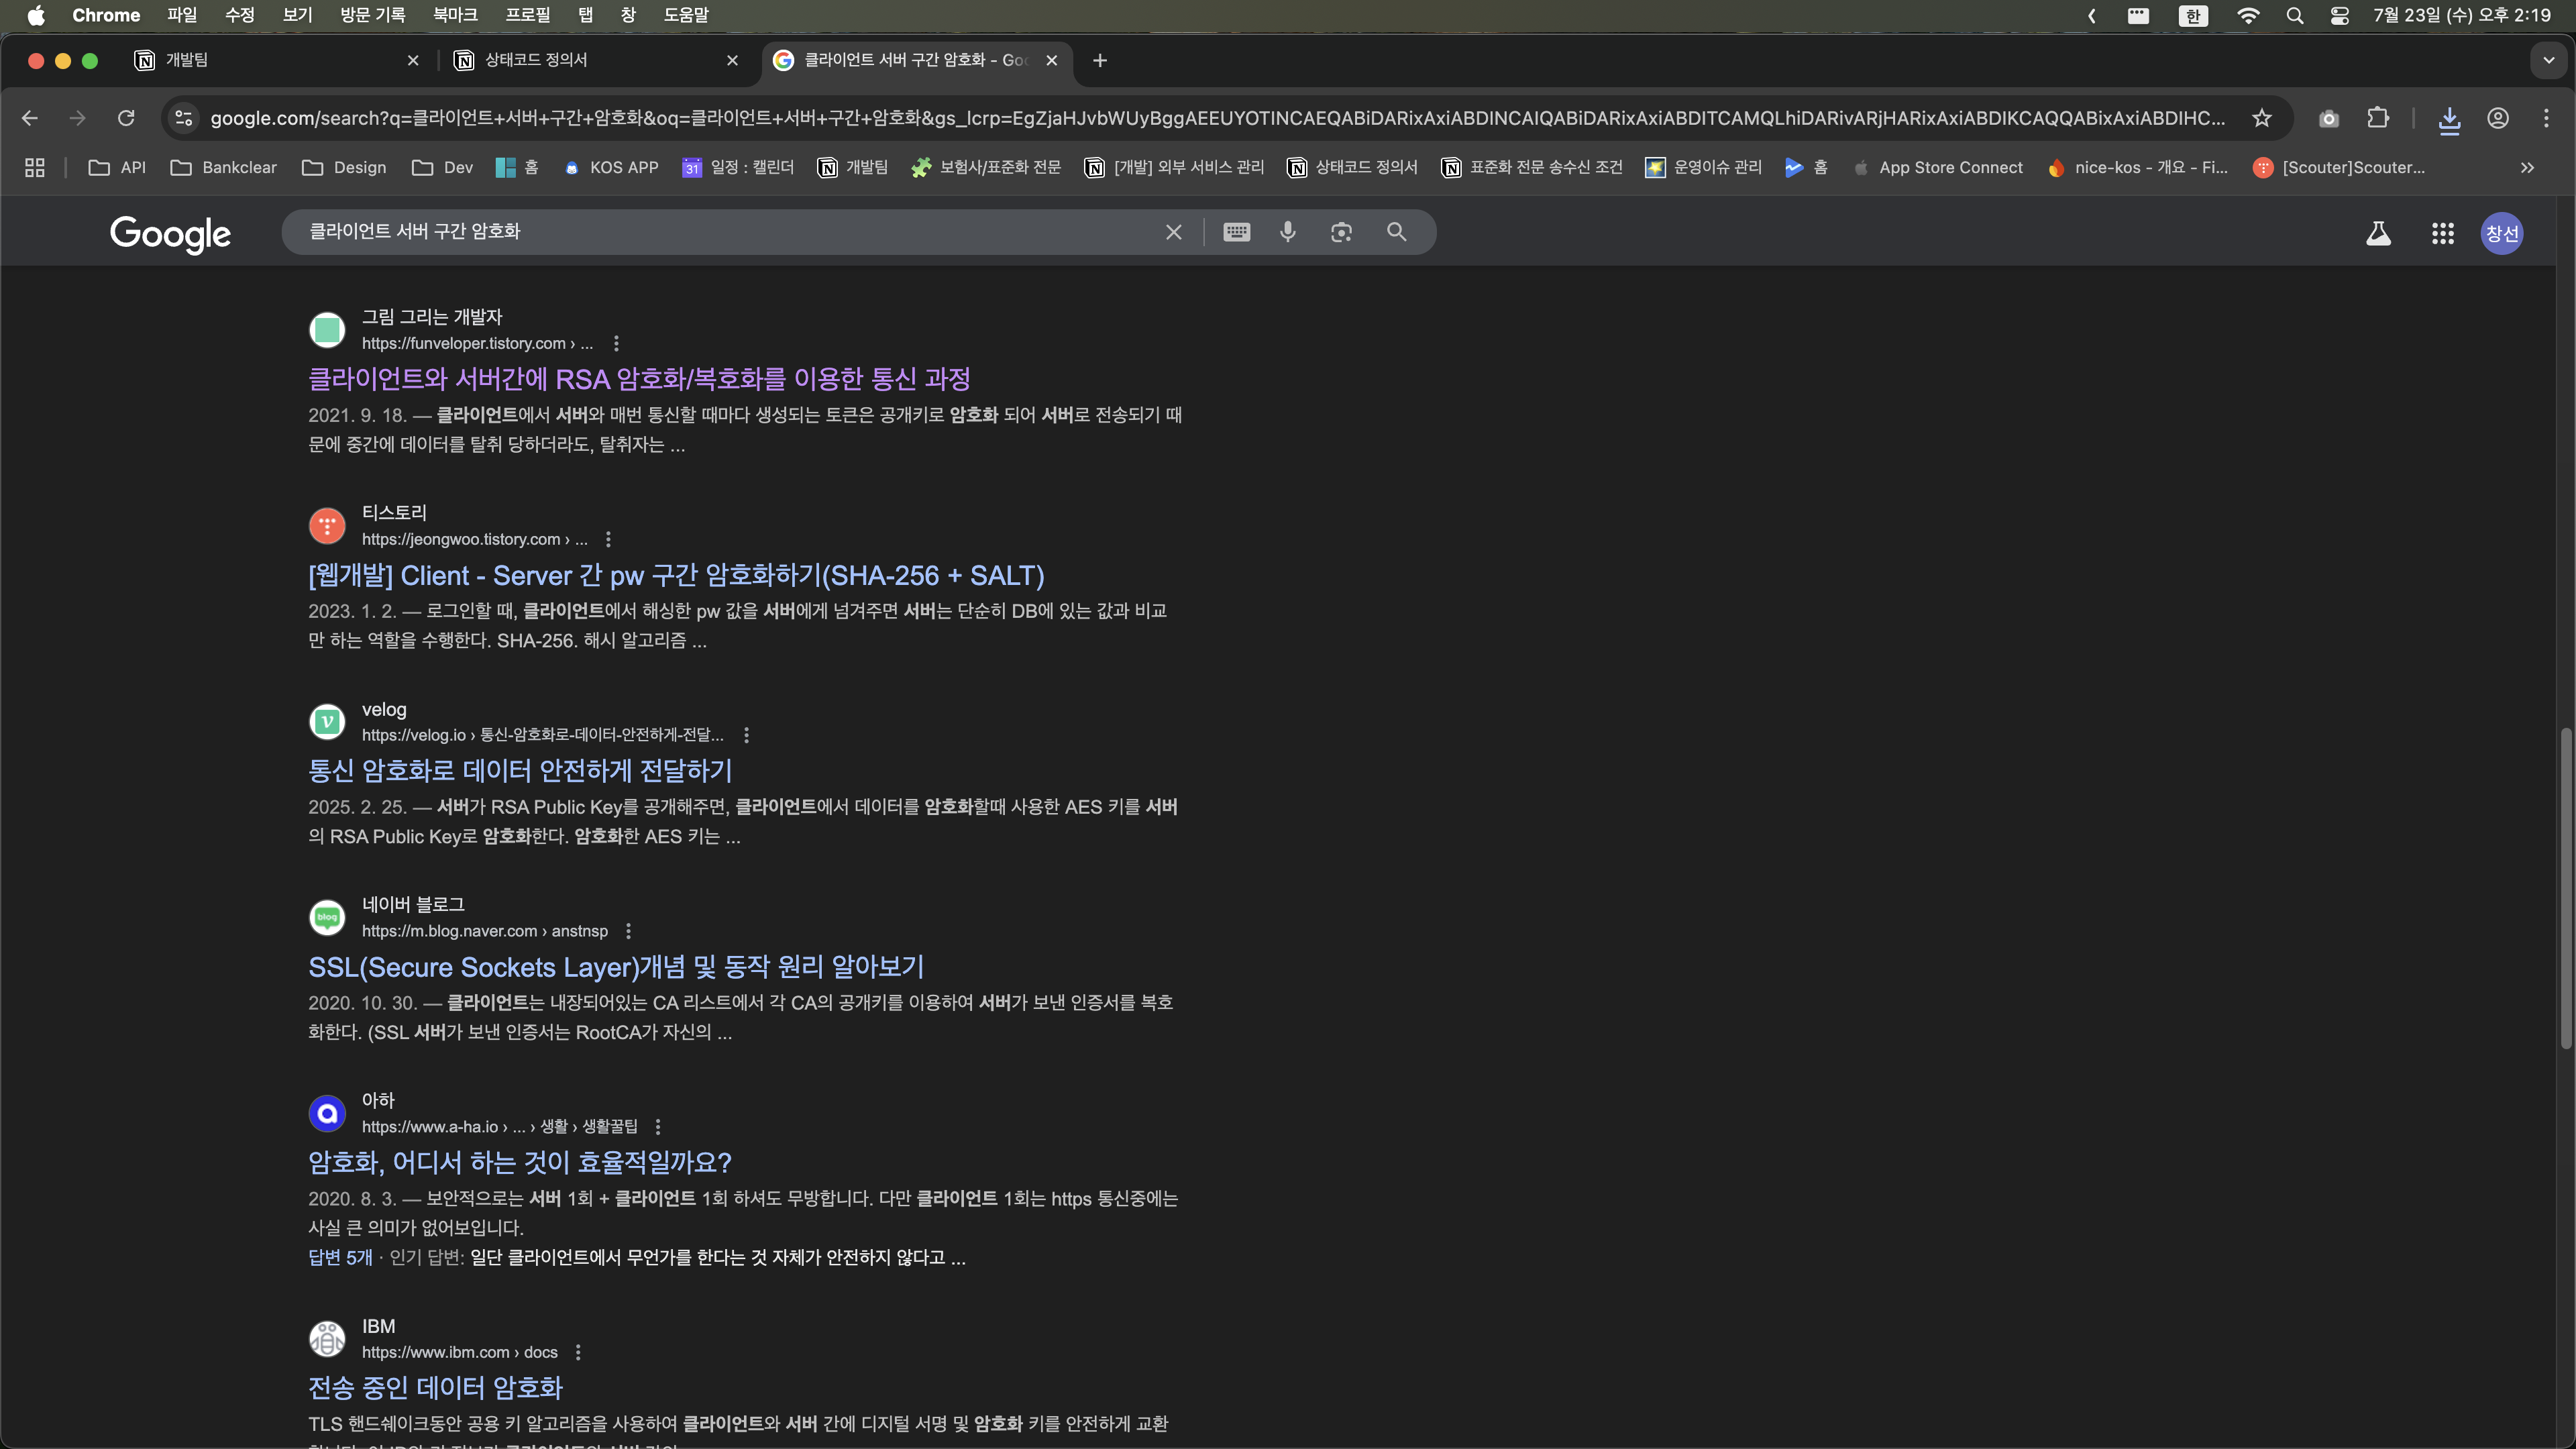 Chrome 파일 수정 보기 방문 기록 북마크 프로필 탭 창 도움말 한 7월 23일 (수) 오후 2:19
개발팀 상태코드 정의서 클라이언트 서버 구간 암호화 - Goo
google.com/search?q=클라이언트+서버+구간+암호화&oq=클라이언트+서버+구간+암호화&gs_lcrp=EgZjaHJvbWUyBggAEEUYOTINCAEQABiDARixAxiABDINCAIQABiDARixAxiABDITCAMQLhiDARivARjHARixAxiABDIKCAQQABixAxiABDIHC...
API Bankclear Design Dev 홈 KOS APP 31 일정 : 캘린더 개발팀 보험사/표준화 전문 [개발] 외부 서비스 관리 상태코드 정의서 표준화 전문 송수신 조건 운영이슈 관리 홈 App Store Connect nice-kos - 개요 - Fi... [Scouter]Scouter...
Google 클라이언트 서버 구간 암호화 창선
그림 그리는 개발자
https://funveloper.tistory.com › ...
클라이언트와 서버간에 RSA 암호화/복호화를 이용한 통신 과정
2021. 9. 18. — 클라이언트에서 서버와 매번 통신할 때마다 생성되는 토큰은 공개키로 암호화 되어 서버로 전송되기 때
문에 중간에 데이터를 탈취 당하더라도, 탈취자는 ...
티스토리
https://jeongwoo.tistory.com › ...
[웹개발] Client - Server 간 pw 구간 암호화하기(SHA-256 + SALT)
2023. 1. 2. — 로그인할 때, 클라이언트에서 해싱한 pw 값을 서버에게 넘겨주면 서버는 단순히 DB에 있는 값과 비교
만 하는 역할을 수행한다. SHA-256. 해시 알고리즘 ...
velog
https://velog.io › 통신-암호화로-데이터-안전하게-전달...
통신 암호화로 데이터 안전하게 전달하기
2025. 2. 25. — 서버가 RSA Public Key를 공개해주면, 클라이언트에서 데이터를 암호화할때 사용한 AES 키를 서버
의 RSA Public Key로 암호화한다. 암호화한 AES 키는 ...
blog 네이버 블로그
https://m.blog.naver.com › anstnsp
SSL(Secure Sockets Layer)개념 및 동작 원리 알아보기
2020. 10. 30. — 클라이언트는 내장되어있는 CA 리스트에서 각 CA의 공개키를 이용하여 서버가 보낸 인증서를 복호
화한다. (SSL 서버가 보낸 인증서는 RootCA가 자신의 ...
아하
https://www.a-ha.io › ... › 생활 › 생활꿀팁
암호화, 어디서 하는 것이 효율적일까요?
2020. 8. 3. — 보안적으로는 서버 1회 + 클라이언트 1회 하셔도 무방합니다. 다만 클라이언트 1회는 https 통신중에는
사실 큰 의미가 없어보입니다.
답변 5개 · 인기 답변: 일단 클라이언트에서 무언가를 한다는 것 자체가 안전하지 않다고 ...
IBM
https://www.ibm.com › docs
전송 중인 데이터 암호화
TLS 핸드쉐이크동안 공용 키 알고리즘을 사용하여 클라이언트와 서버 간에 디지털 서명 및 암호화 키를 안전하게 교환